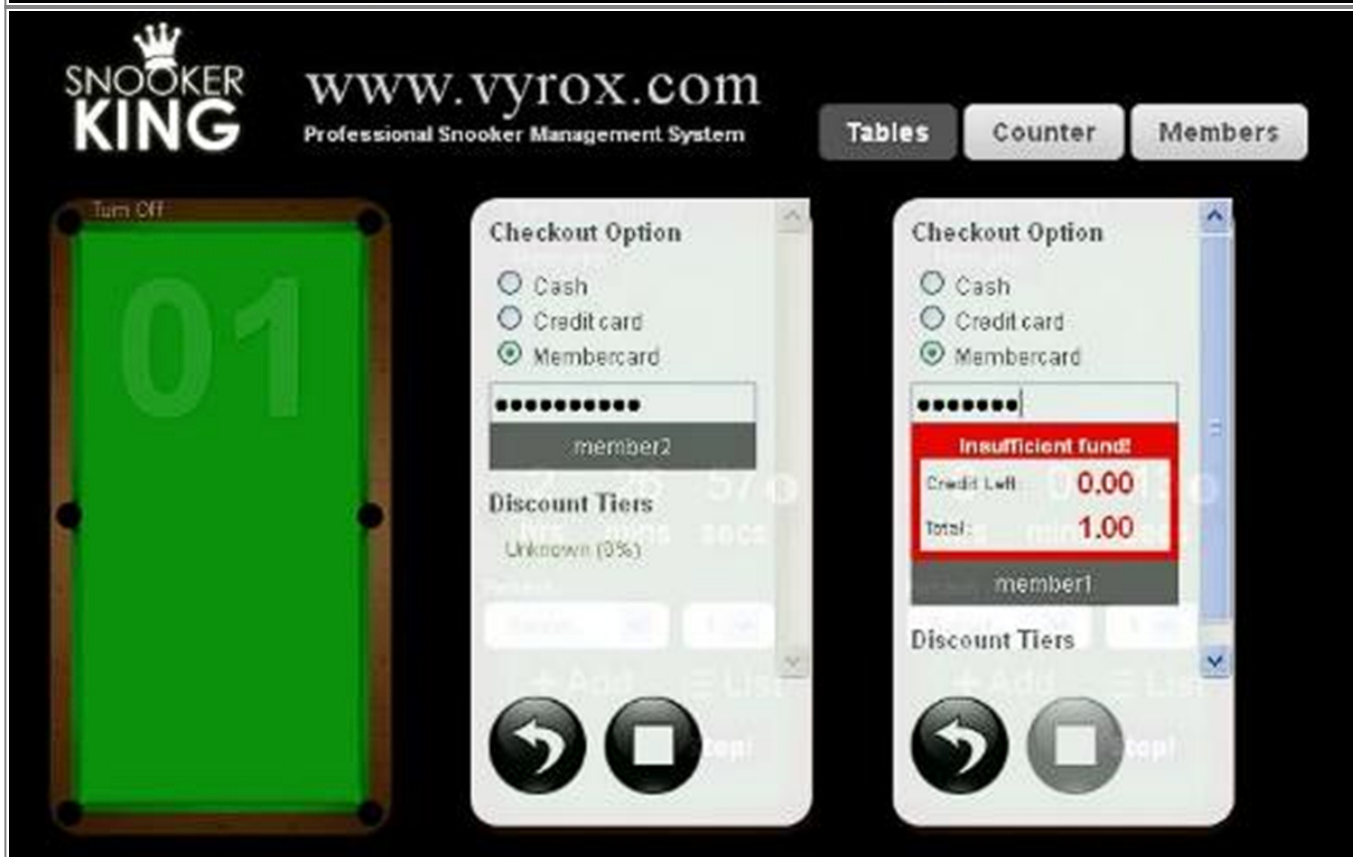 SNOOKER
KING
www.vyrox.com
Professional Snooker Management System
Tables
Counter
Members
Turn Off
01
Checkout Option
Cash
Credit card
Membercard
member2
Discount Tiers
Unknown (0%)
Checkout Option
Cash
Credit card
Membercard
Insufficient fund!
Credit Left:
0.00
Total:
1.00
member1
Discount Tiers